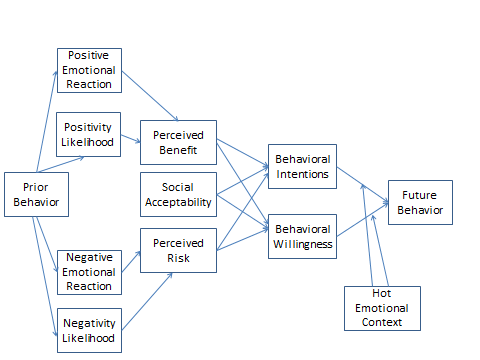 Positive
Emotional
Reaction
Positivity
Likelihood
Perceived
Benefit
Behavioral
Intentions
Prior
Behavior
Social
Acceptability
Future
Behavior
Perceived
Risk
Behavioral
Willingness
Negative
Emotional
Reaction
Hot
Emotional
Context
Negativity
Likelihood